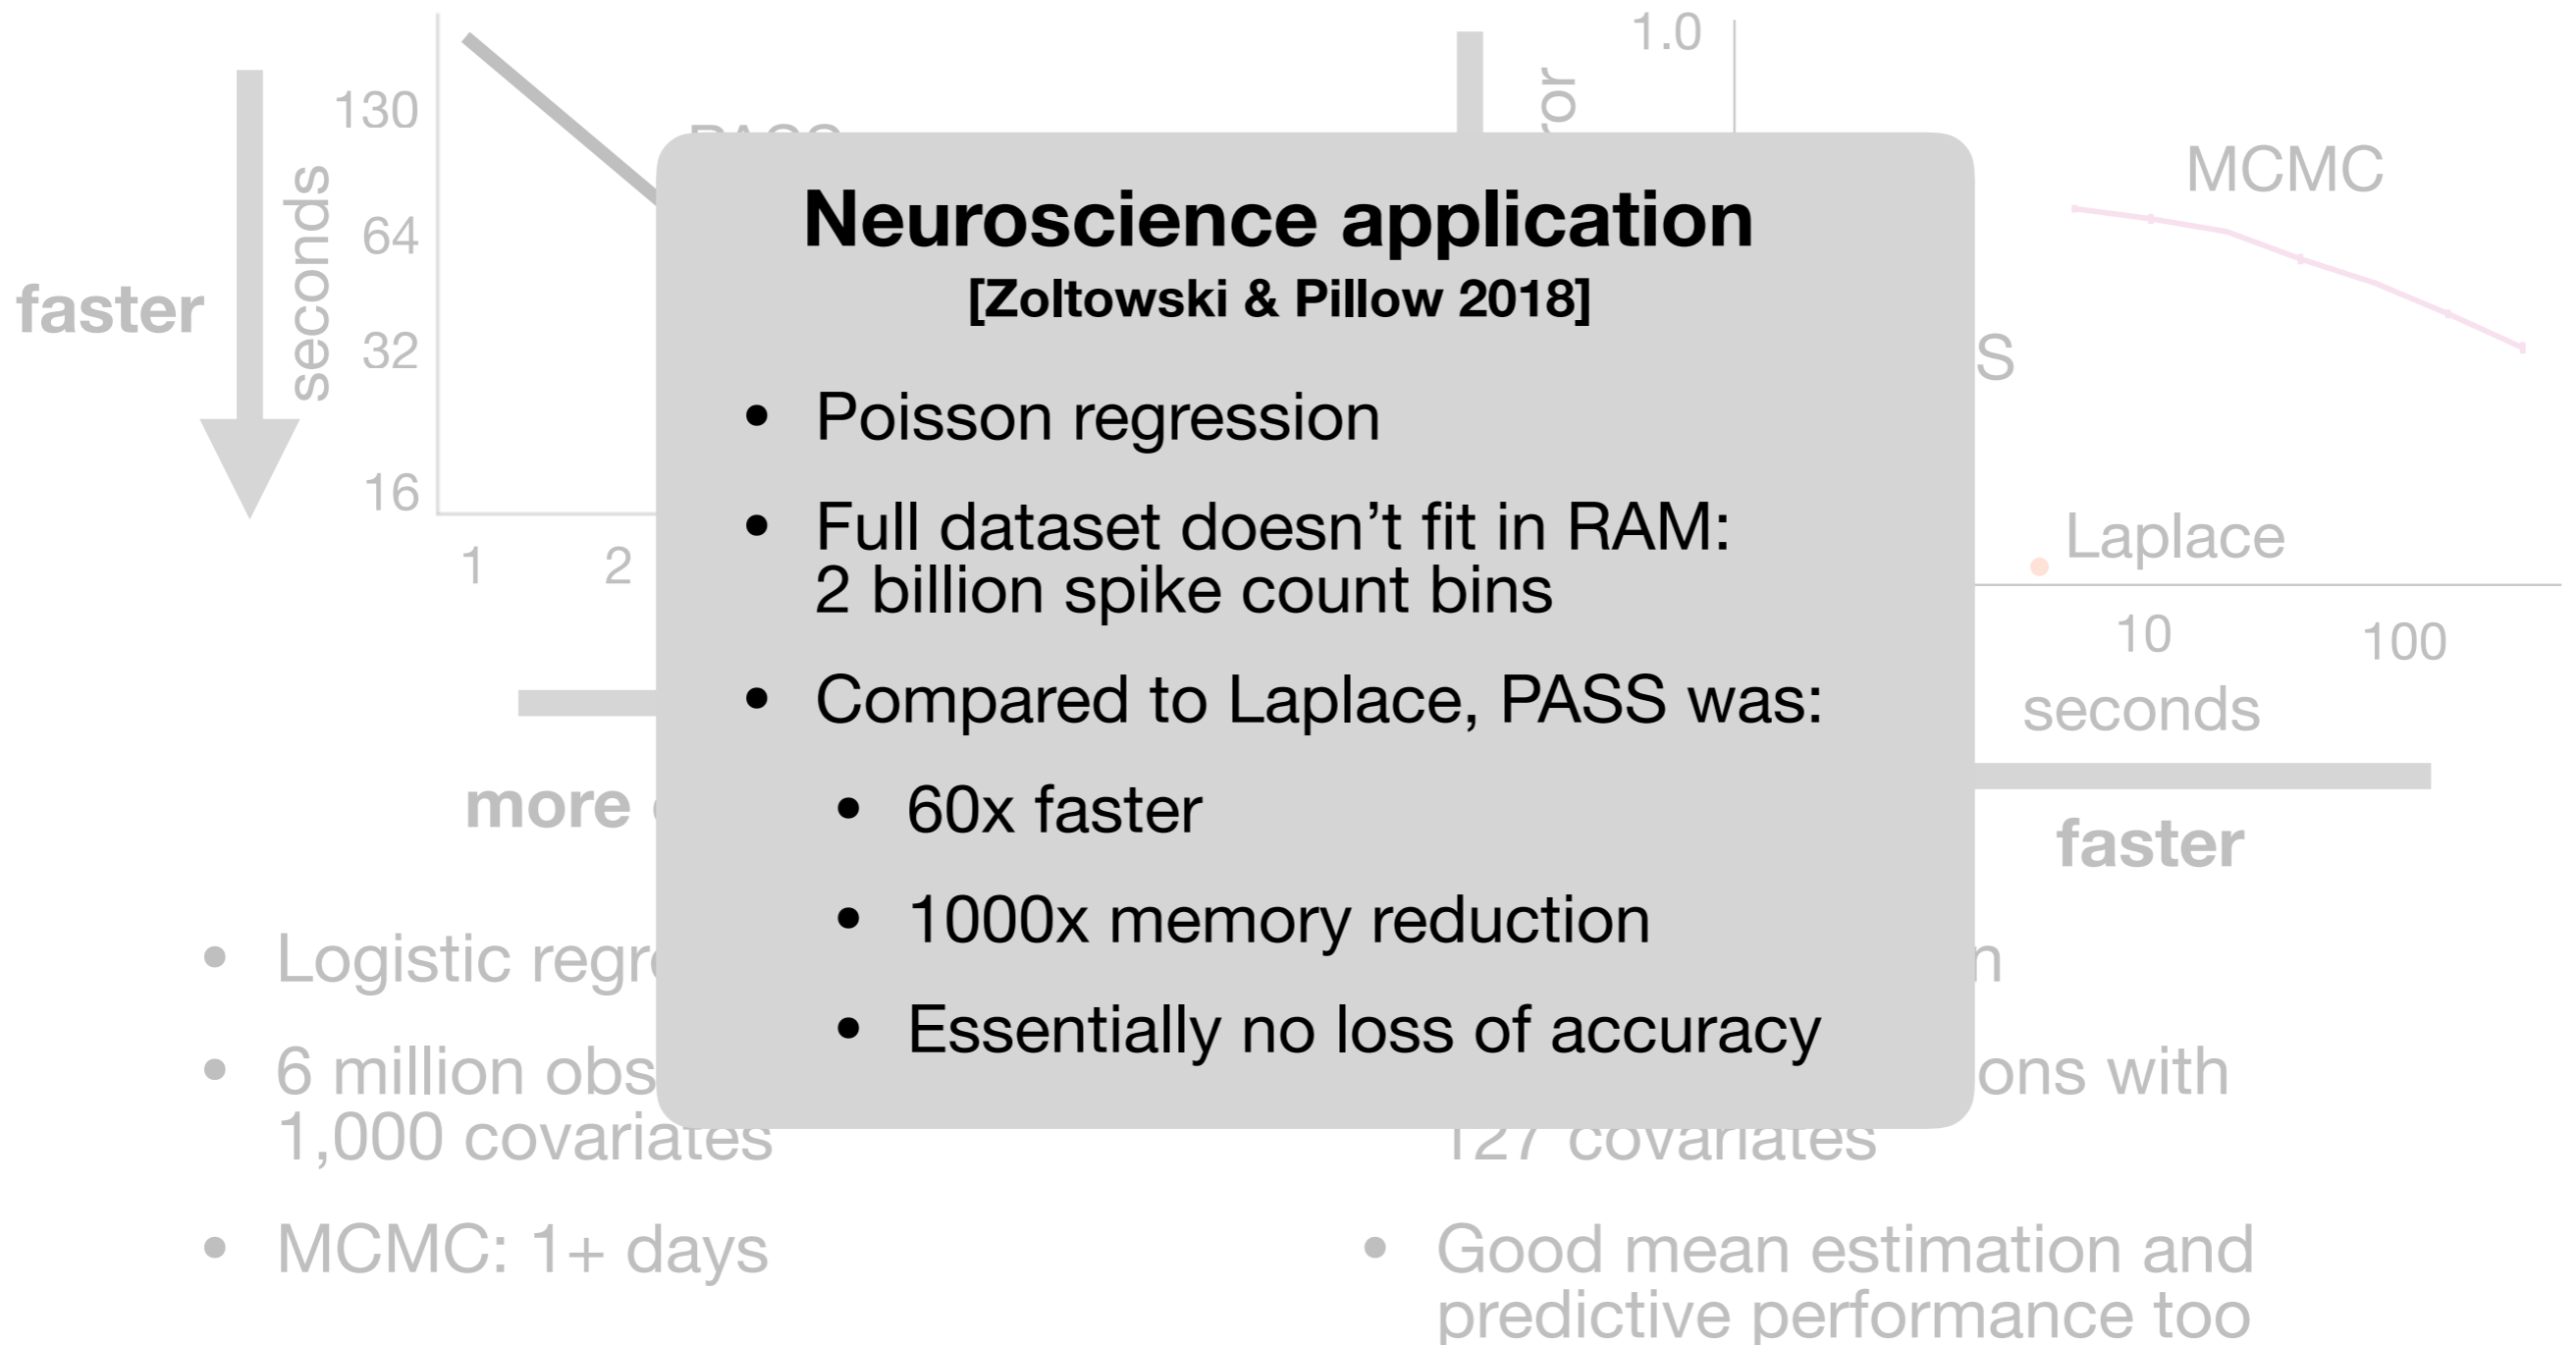 130
64
32
16
seconds
faster
1
2
more
1.0
MCMC
Laplace
10
100
seconds
faster
Neuroscience application
[Zoltowski & Pillow 2018]
• Poisson regression
• Full dataset doesn’t fit in RAM:
2 billion spike count bins
• Compared to Laplace, PASS was:
• 60x faster
• 1000x memory reduction
• Essentially no loss of accuracy
• Logistic
• 6 million
1,000 covariates
• MCMC: 1+ days
with
127 covariates
• Good mean estimation and
predictive performance too